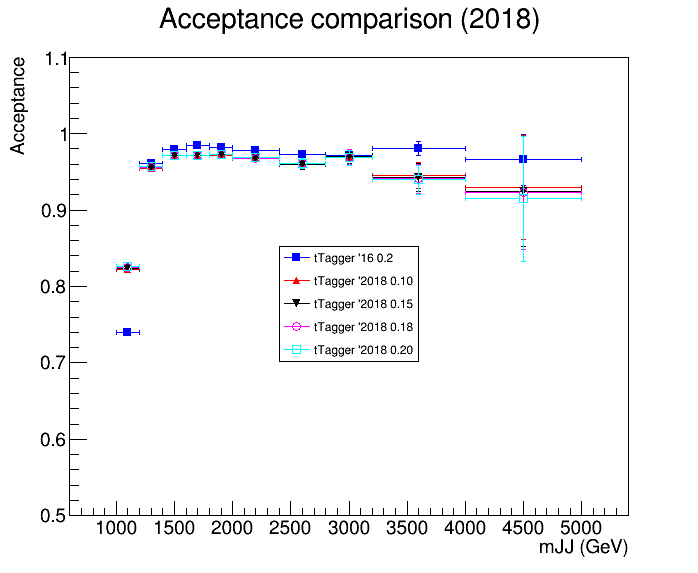 Acceptance comparison (2018)
Acceptance
1.1
1
0.9
0.8
0.7
0.6
0.5
tTagger '16 0.2
tTagger '2018 0.10
tTagger '2018 0.15
tTagger '2018 0.18
tTagger '2018 0.20
1000 1500 2000 2500 3000 3500 4000 4500 5000
mJJ (GeV)